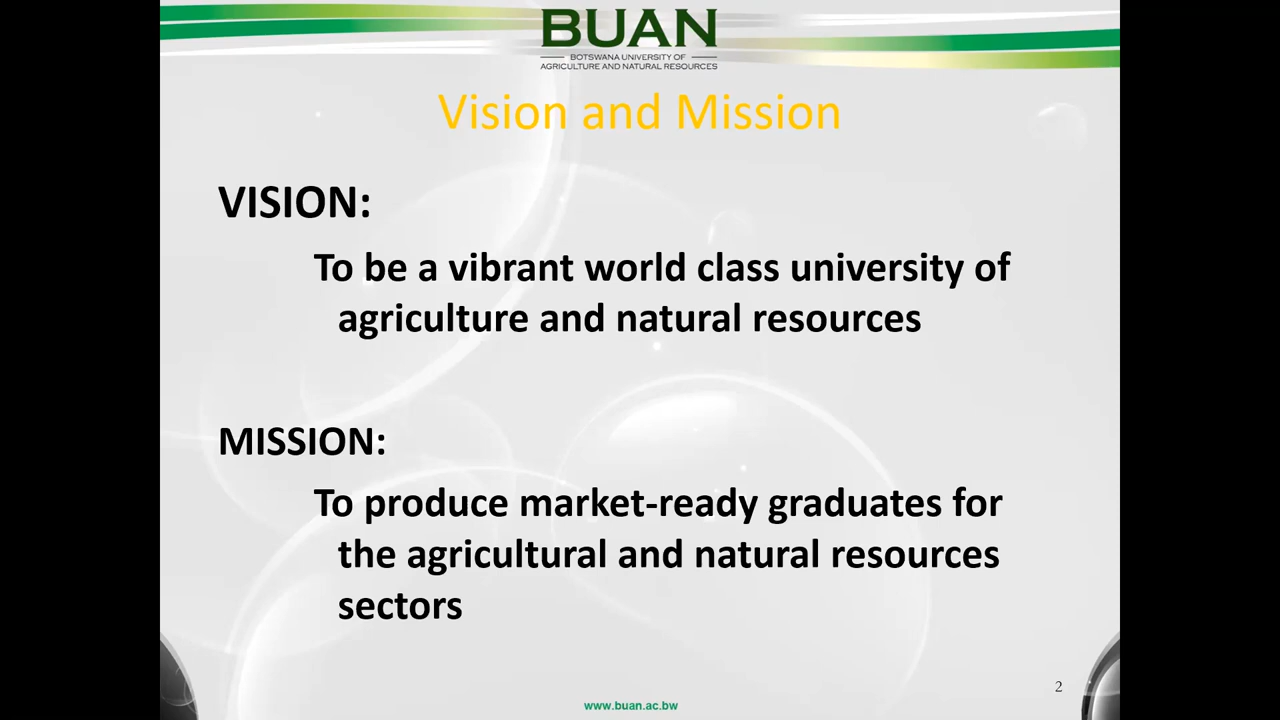 BUAN
BOTSWANA UNIVERSITY OF
AGRICULTURE AND NATURAL RESOURCES
Vision and Mission
VISION:
To be a vibrant world class university of
agriculture and natural resources
MISSION:
To produce market-ready graduates for
the agricultural and natural resources
sectors
2
www.buan.ac.bw